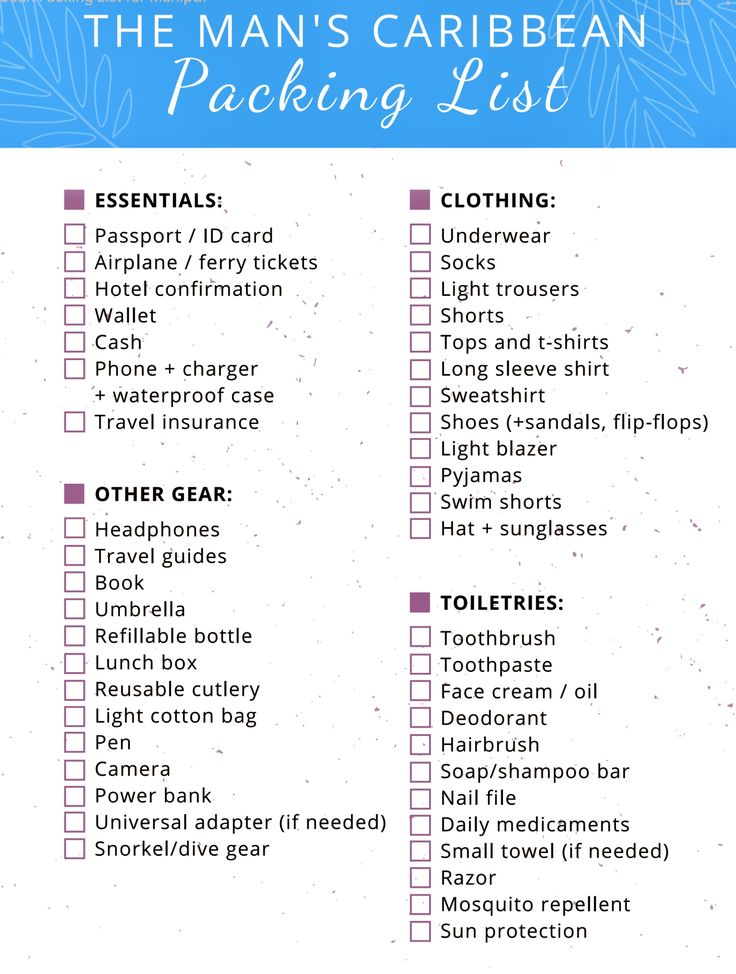 THE MAN'S CARIBBEAN
Packing List
ESSENTIALS:
Passport / ID card
Airplane / ferry tickets
Hotel confirmation
Wallet
Cash
Phone + charger
+ waterproof case
Travel insurance
OTHER GEAR:
Headphones
Travel guides
Book
Umbrella
Refillable bottle
Lunch box
Reusable cutlery
Light cotton bag
Pen
Camera
Power bank
Universal adapter (if needed)
Snorkel/dive gear
CLOTHING:
Underwear
Socks
Light trousers
Shorts
Tops and t-shirts
Long sleeve shirt
Sweatshirt
Shoes (+sandals, flip-flops)
Light blazer
Pyjamas
Swim shorts
Hat + sunglasses
TOILETRIES:
Toothbrush
Toothpaste
Face cream / oil
Deodorant
Hairbrush
Soap/shampoo bar
Nail file
Daily medicaments
Small towel (if needed)
Razor
Mosquito repellent
Sun protection